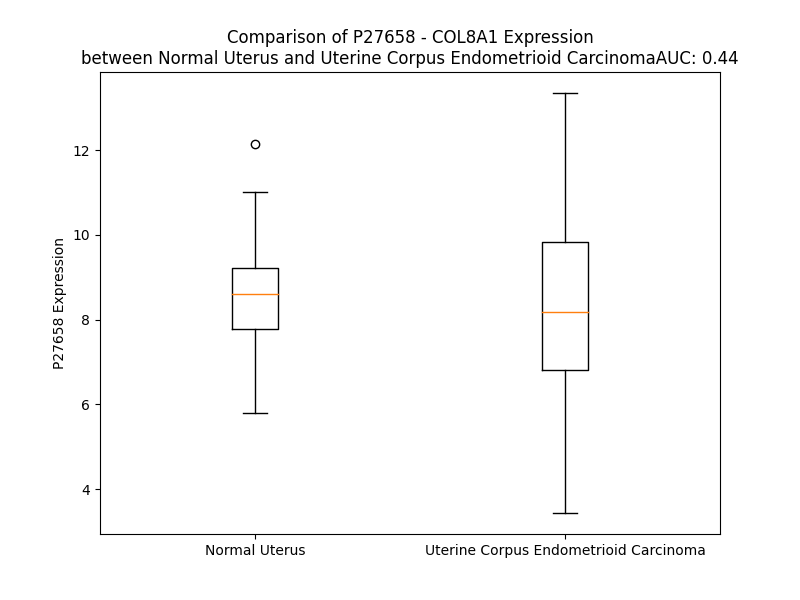 Comparison of P27658 - COL8A1 Expression
between Normal Uterus and Uterine Corpus Endometrioid CarcinomaAUC: 0.44
12
10
8
6
4
P27658 Expression
Normal Uterus
Uterine Corpus Endometrioid Carcinoma